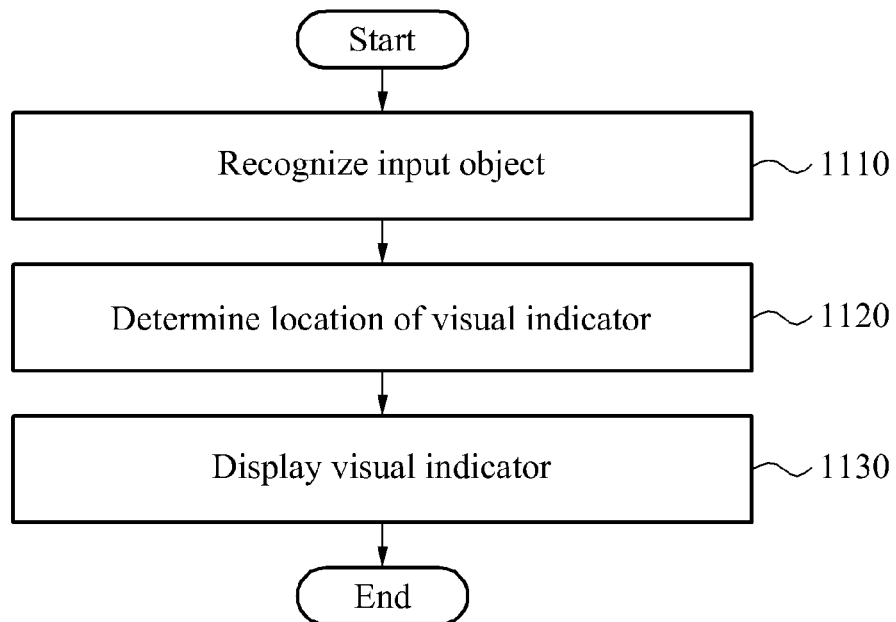 Start
Recognize input object
1110
Determine location of visual indicator
1120
Display visual indicator
1130
End